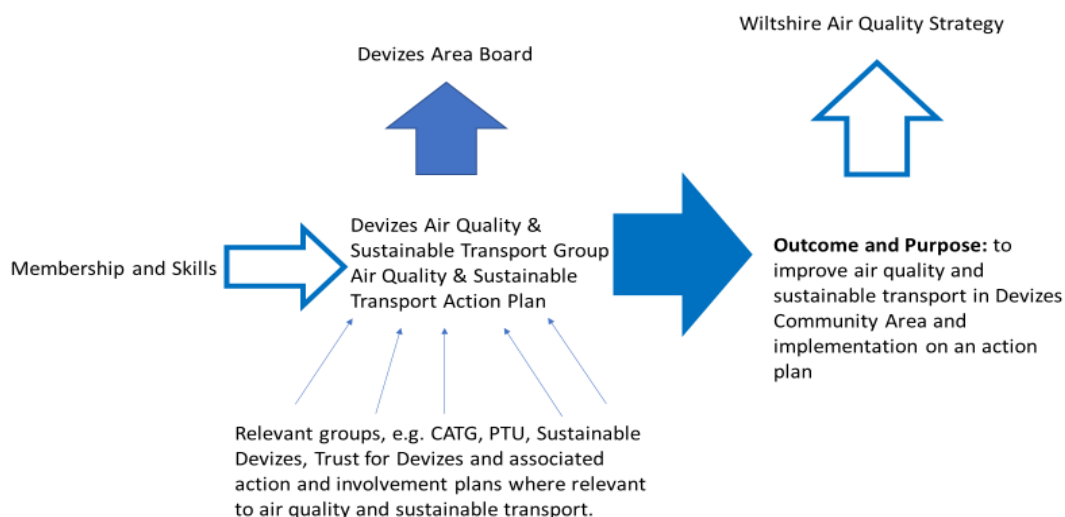 Wiltshire Air Quality Strategy
Devizes Area Board
Devizes Air Quality &
Sustainable Transport Group
Air Quality & Sustainable
Transport Action Plan
Membership and Skills
Outcome and Purpose: to
improve air quality and
sustainable transport in Devizes
Community Area and
implementation on an action
plan
Relevant groups, e.g. CATG, PTU, Sustainable
Devizes, Trust for Devizes and associated
action and involvement plans where relevant
to air quality and sustainable transport.